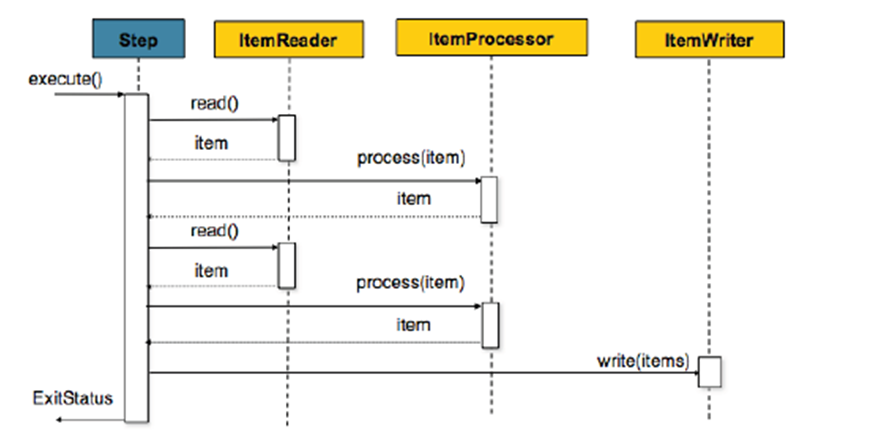 Step
ItemReader
ItemProcessor
ItemWriter
execute()
read()
item
process(item)
item
read()
item
process(item)
item
write(items)
ExitStatus